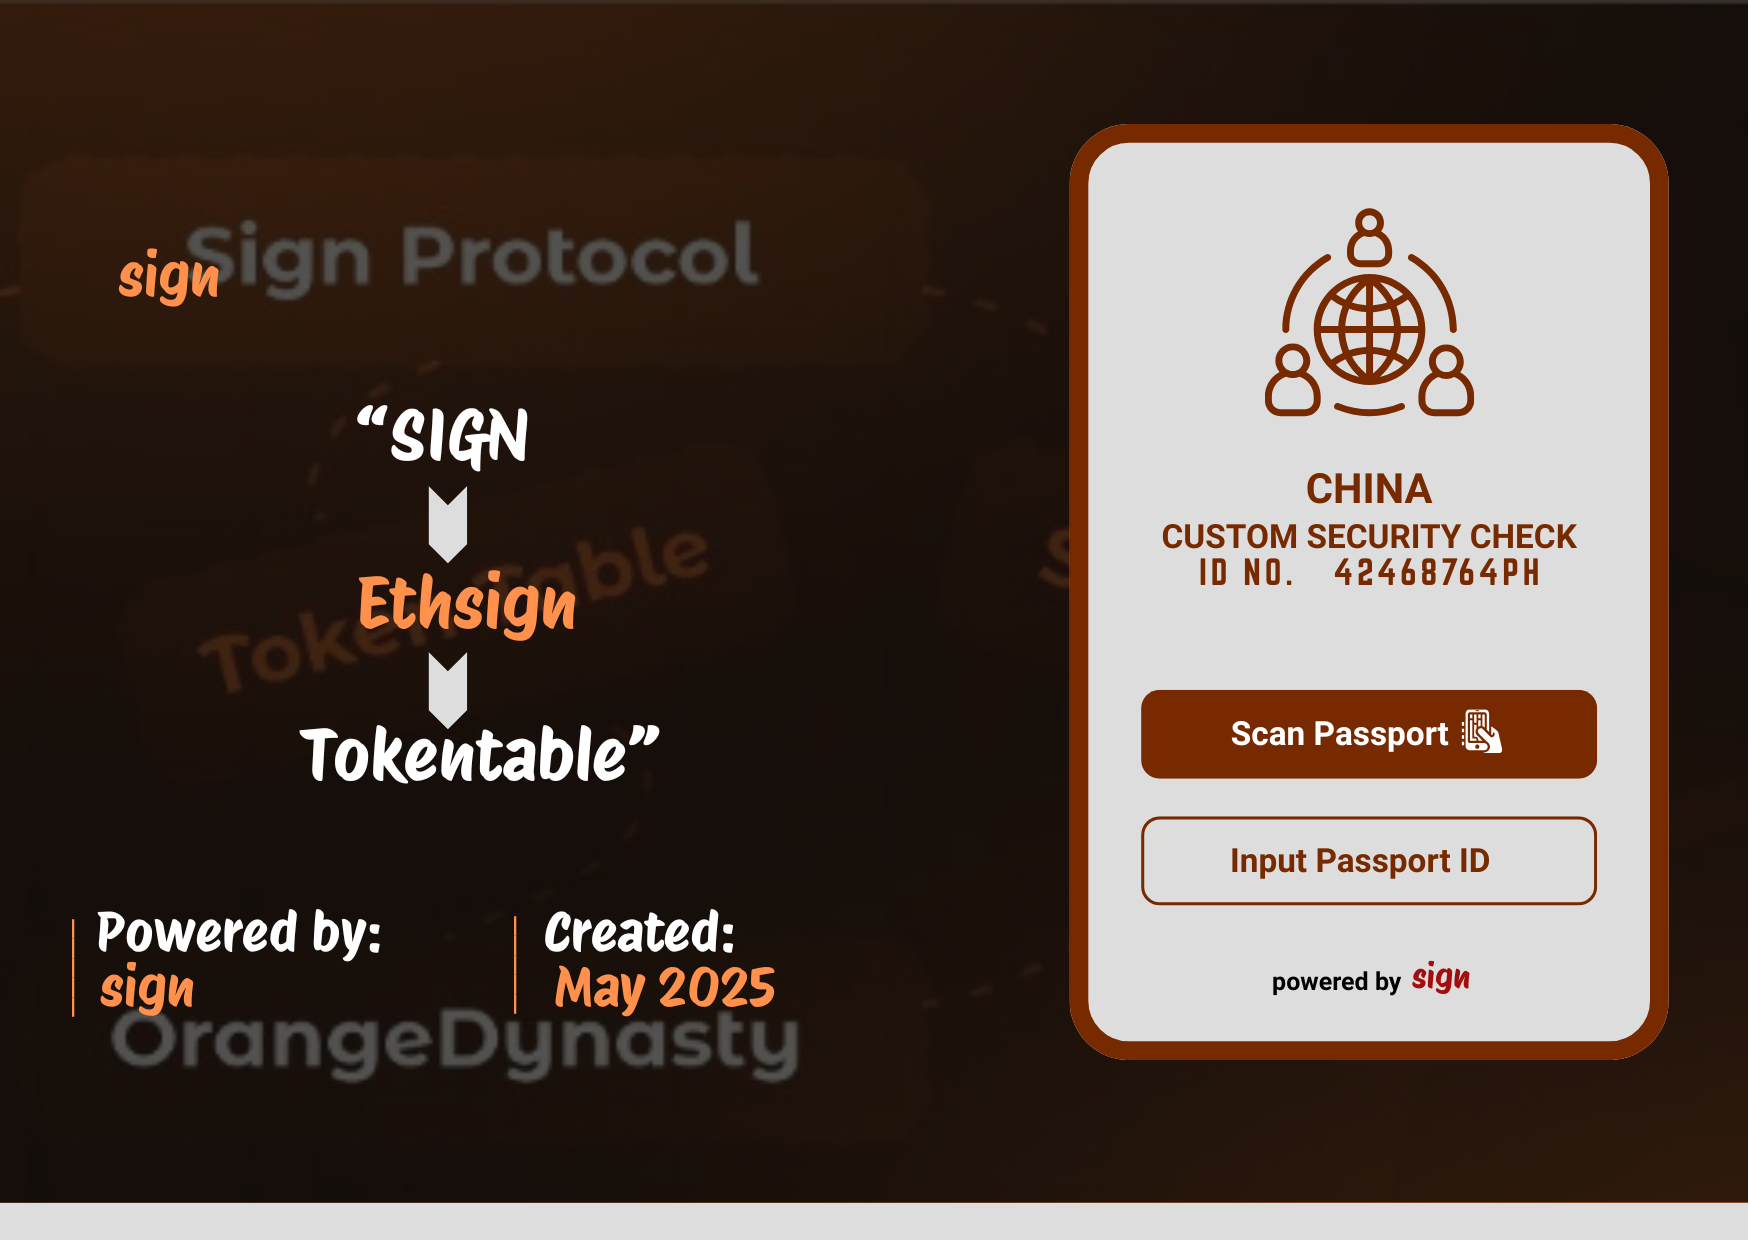 Sign Protocol
sign
“SIGN
Ethsign
TokenTable
Tokentable”
Powered by:
sign
Created:
May 2025
OrangeDynasty
CHINA
CUSTOM SECURITY CHECK
ID NO. 42468764PH
Scan Passport
Input Passport ID
powered by sign